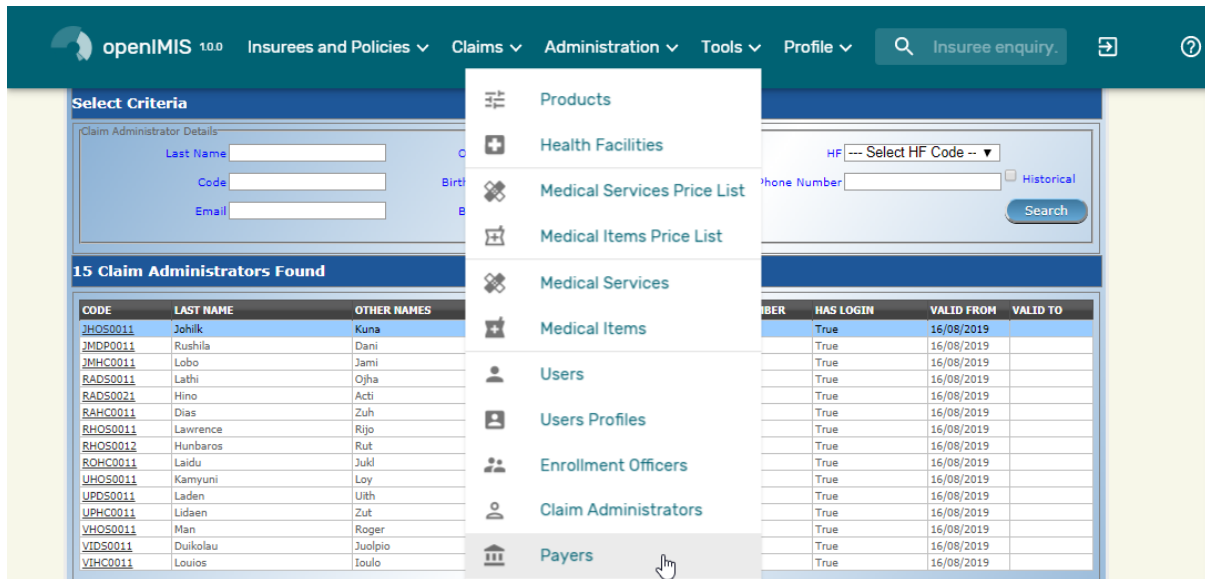 openIMIS 1.0.0 Insurees and Policies Claims Administration Tools Profile Insuree enquiry.
Products
Health Facilities
Medical Services Price List
Medical Items Price List
Medical Services
Medical Items
Users
Users Profiles
Enrollment Officers
Claim Administrators
Payers
Select Criteria
Claim Administrator Details
Last Name HF --- Select HF Code --
Code Birth Phone Number Historical
Email Search
15 Claim Administrators Found
CODE LAST NAME OTHER NAMES HAS LOGIN VALID FROM VALID TO
JHOS0011 Johilk Kuna True 16/08/2019
JMDP0011 Rushila Dani True 16/08/2019
JMHC0011 Lobo Jami True 16/08/2019
RADS0011 Lathi Ojha True 16/08/2019
RADS0021 Hino Acti True 16/08/2019
RAHC0011 Dias Zuh True 16/08/2019
RHOS0011 Lawrence Rijo True 16/08/2019
RHOS0012 Hunbaros Rut True 16/08/2019
ROHC0011 Laidu Jukl True 16/08/2019
UHOS0011 Kamyuni Loy True 16/08/2019
UPDS0011 Laden Uith True 16/08/2019
UPHC0011 Lidaen Zut True 16/08/2019
VHOS0011 Man Roger True 16/08/2019
VIDS0011 Duikolau Juolpio True 16/08/2019
VIHC0011 Louios Ioulo True 16/08/2019